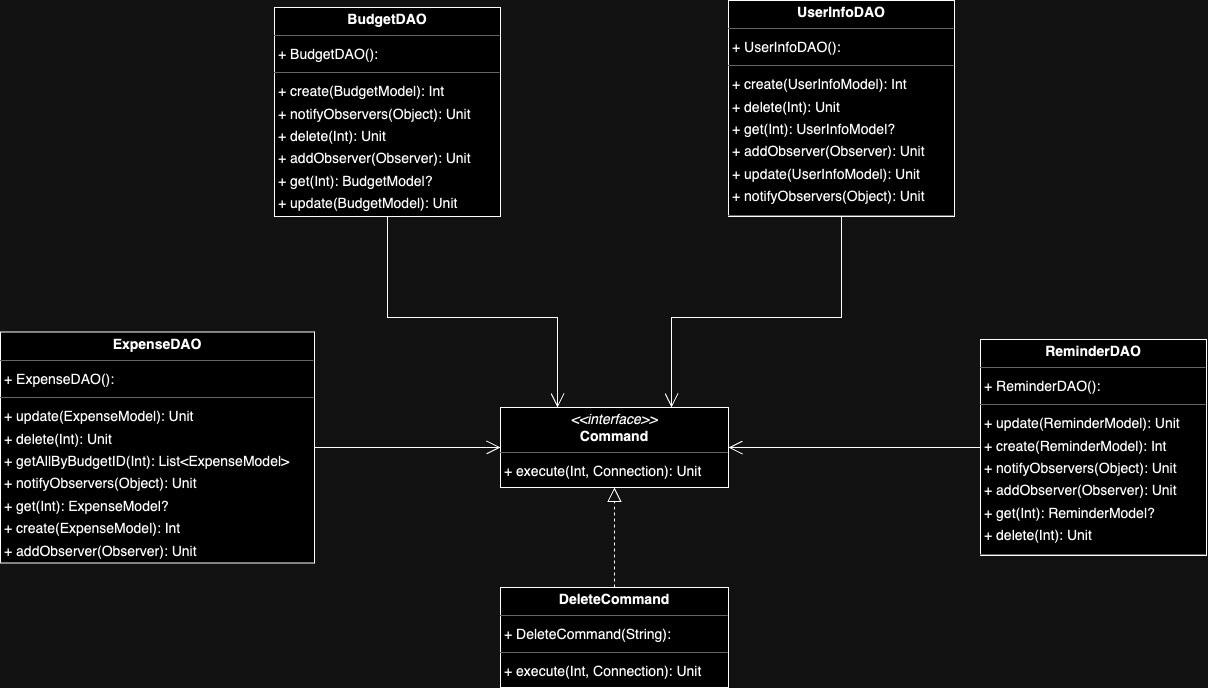 BudgetDAO
+ BudgetDAO():
+ create(BudgetModel): Int
+ notifyObservers(Object): Unit
+ delete(Int): Unit
+ addObserver(Observer): Unit
+ get(Int): BudgetModel?
+ update(BudgetModel): Unit
UserInfoDAO
+ UserInfoDAO():
+ create(UserInfoModel): Int
+ delete(Int): Unit
+ get(Int): UserInfoModel?
+ addObserver(Observer): Unit
+ update(UserInfoModel): Unit
+ notifyObservers(Object): Unit
ExpenseDAO
+ ExpenseDAO():
+ update(ExpenseModel): Unit
+ delete(Int): Unit
+ getAllByBudgetID(Int): List<ExpenseModel>
+ notifyObservers(Object): Unit
+ get(Int): ExpenseModel?
+ create(ExpenseModel): Int
+ addObserver(Observer): Unit
<<interface>>
Command
+ execute(Int, Connection): Unit
ReminderDAO
+ ReminderDAO():
+ update(ReminderModel): Unit
+ create(ReminderModel): Int
+ notifyObservers(Object): Unit
+ addObserver(Observer): Unit
+ get(Int): ReminderModel?
+ delete(Int): Unit
DeleteCommand
+ DeleteCommand(String):
+ execute(Int, Connection): Unit